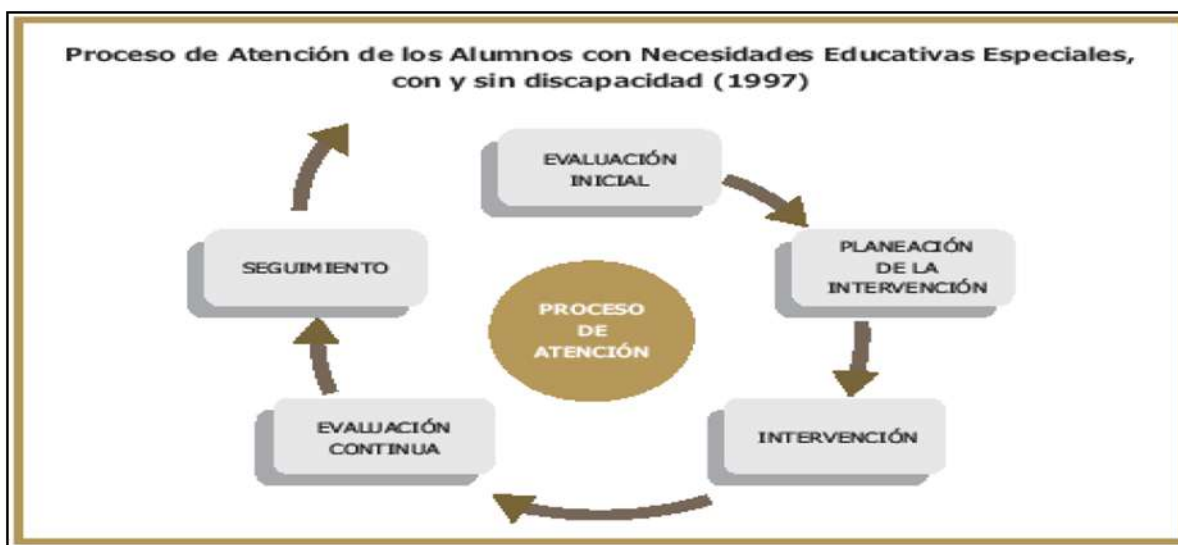 Proceso de Atención de los Alumnos con Necesidades Educativas Especiales,
con y sin discapacidad (1997)
EVALUACIÓN
INICIAL
PLANEACIÓN
DE LA
INTERVENCIÓN
INTERVENCIÓN
EVALUACIÓN
CONTINUA
SEGUIMIENTO
PROCESO
DE
ATENCIÓN